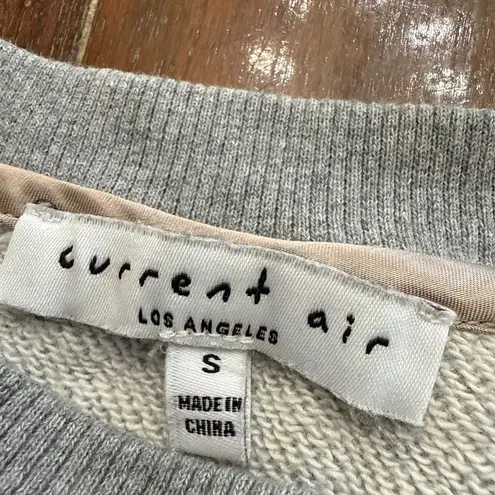 current air
LOS ANGELES
S
MADE IN
CHINA